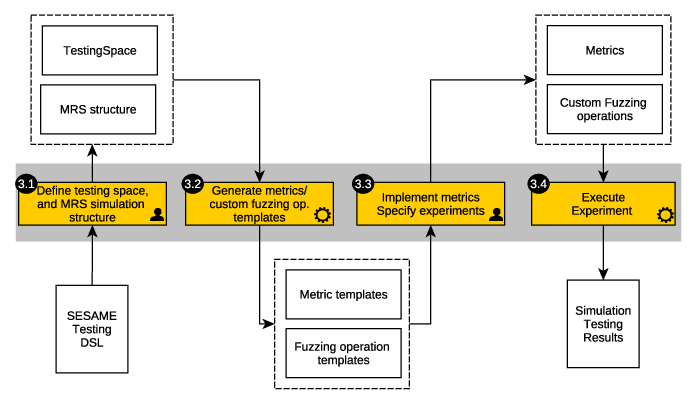 TestingSpace
MRS structure
Metrics
Custom Fuzzing
operations
3.1
Define testing space,
and MRS simulation
structure
3.2
Generate metrics/
custom fuzzing op.
templates
3.3
Implement metrics
Specify experiments
3.4
Execute
Experiment
SESAME
Testing
DSL
Metric templates
Fuzzing operation
templates
Simulation
Testing
Results